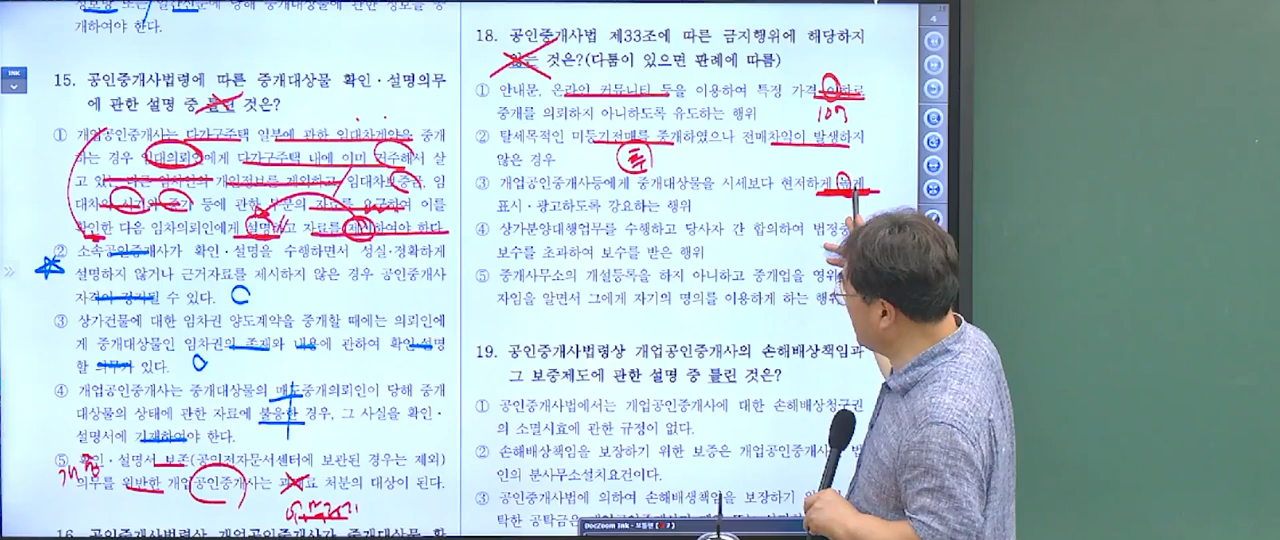 정보망 또는 일간신문에 당해 중개대상물에 관한 정보를 공
개하여야 한다.
15. 공인중개사법령에 따른 중개대상물 확인・설명의무
에 관한 설명 중 틀린 것은?
① 개업공인중개사는 다가구주택 일부에 관한 임대차계약을 중개
하는 경우 임대의뢰인에게 다가구주택 내에 이미 거주해서 살
고 있는 다른 임차인의 개인정보를 제외하고 임대차보증금, 임
대차의 시기와 종기 등에 관한 부분의 자료를 요구하여 이를
확인한 다음 임차의뢰인에게 설명하고 자료를 제시하여야 한다.
② 소속공인중개사가 확인・설명을 수행하면서 성실・정확하게
설명하지 않거나 근거자료를 제시하지 않은 경우 공인중개사
자격이 정지될 수 있다.
③ 상가건물에 대한 임차권 양도계약을 중개할 때에는 의뢰인에
게 중개대상물인 임차권의 존재와 내용에 관하여 확인・설명
할 의무가 있다.
④ 개업공인중개사는 중개대상물의 매도중개의뢰인이 당해 중개
대상물의 상태에 관한 자료에 불응한 경우, 그 사실을 확인・
설명서에 기재하여야 한다.
⑤ 확인・설명서 보존(공인전자문서센터에 보관된 경우는 제외)
의무를 위반한 개업공인중개사는 과태료 처분의 대상이 된다.
업무정지
16. 공인중개사법령상 개업공인중개사가 중개대상물 확
18. 공인중개사법 제33조에 따른 금지행위에 해당하지
않는 것은?(다툼이 있으면 판례에 따름)
① 안내문, 온라인 커뮤니티 등을 이용하여 특정 가격 이하로
10억
중개를 의뢰하지 아니하도록 유도하는 행위
② 탈세목적인 미등기전매를 중개하였으나 전매차익이 발생하지
않은 경우
투
③ 개업공인중개사등에게 중개대상물을 시세보다 현저하게 높게
표시・광고하도록 강요하는 행위
④ 상가분양대행업무를 수행하고 당사자 간 합의하여 법정중
보수를 초과하여 보수를 받은 행위
⑤ 중개사무소의 개설등록을 하지 아니하고 중개업을 영위
자임을 알면서 그에게 자기의 명의를 이용하게 하는 행위
19. 공인중개사법령상 개업공인중개사의 손해배상책임과
그 보증제도에 관한 설명 중 틀린 것은?
① 공인중개사법에서는 개업공인중개사에 대한 손해배상청구권
의 소멸시효에 관한 규정이 없다.
② 손해배상책임을 보장하기 위한 보증은 개업공인중개사 법
인의 분사무소설치요건이다.
③ 공인중개사법에 의하여 손해배생책임을 보장하기 위
탁한 공탁금은
INK
4
DocZoom Ink - 보통펜